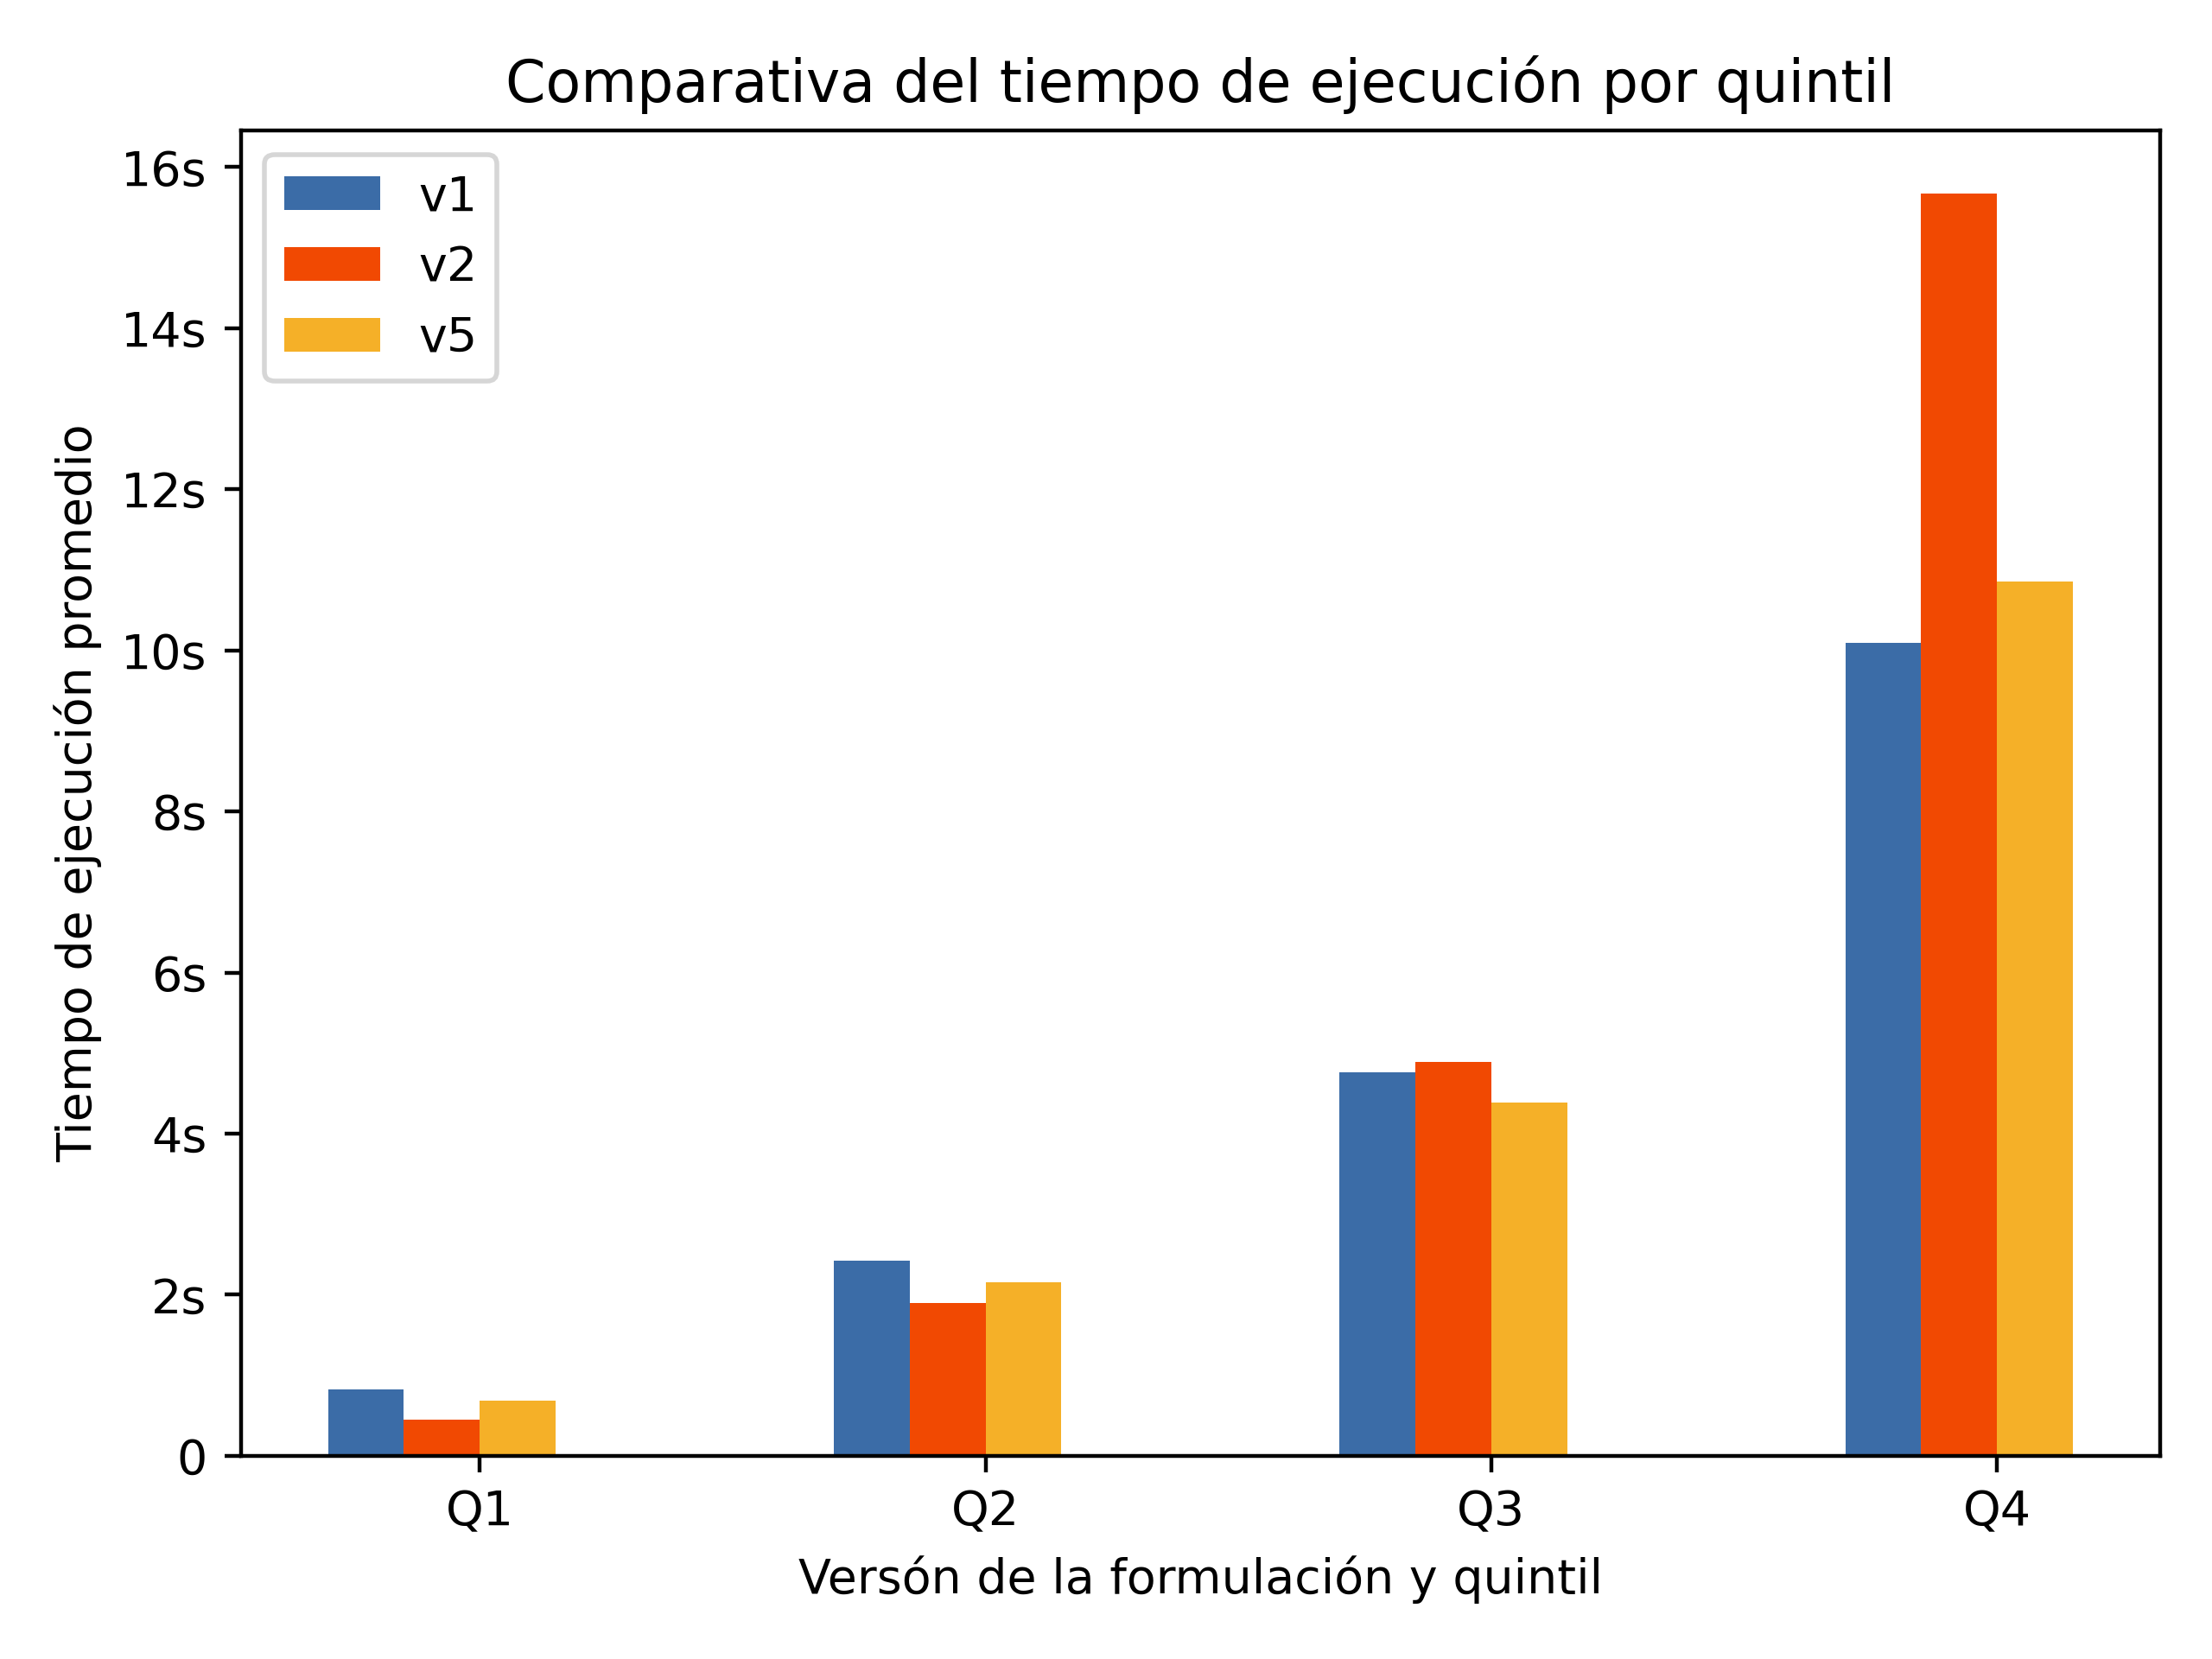 Comparativa del tiempo de ejecución por quintil
16s
14s
12s
10s
8s
6s
4s
2s
0
v1
v2
v5
Tiempo de ejecución promedio
Q1 Q2 Q3 Q4
Versón de la formulación y quintil